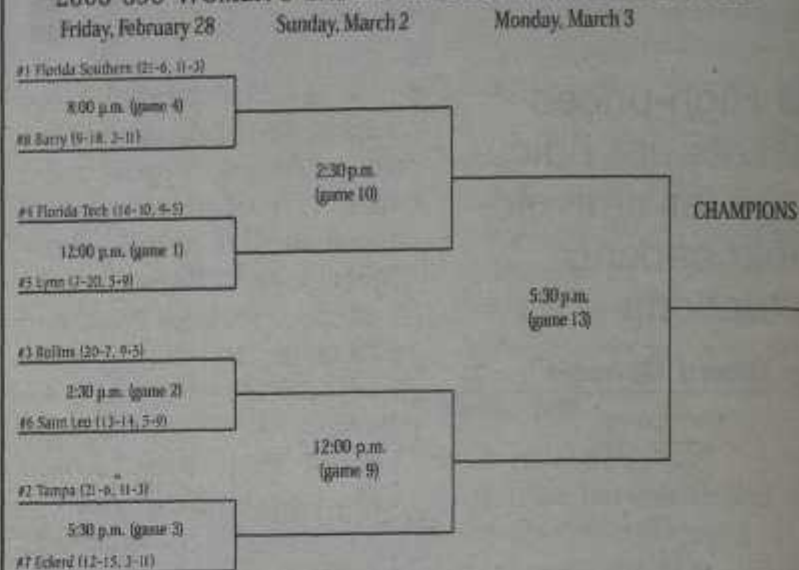 Friday, February 28
Sunday, March 2
Monday, March 3
#1 Florida Southern (21-6, 11-3)
8:00 p.m. (game 4)
#8 Barry (9-18, 3-11)
2:30 p.m.
(game 10)
#4 Florida Tech (16-10, 9-5)
12:00 p.m. (game 1)
#5 Lynn (7-20, 5-9)
CHAMPIONS
5:30 p.m.
(game 13)
#3 Rollins (20-7, 9-5)
2:30 p.m. (game 2)
#6 Saint Leo (13-14, 5-9)
12:00 p.m.
(game 9)
#2 Tampa (21-6, 11-3)
5:30 p.m. (game 3)
#7 Eckerd (12-15, 3-11)